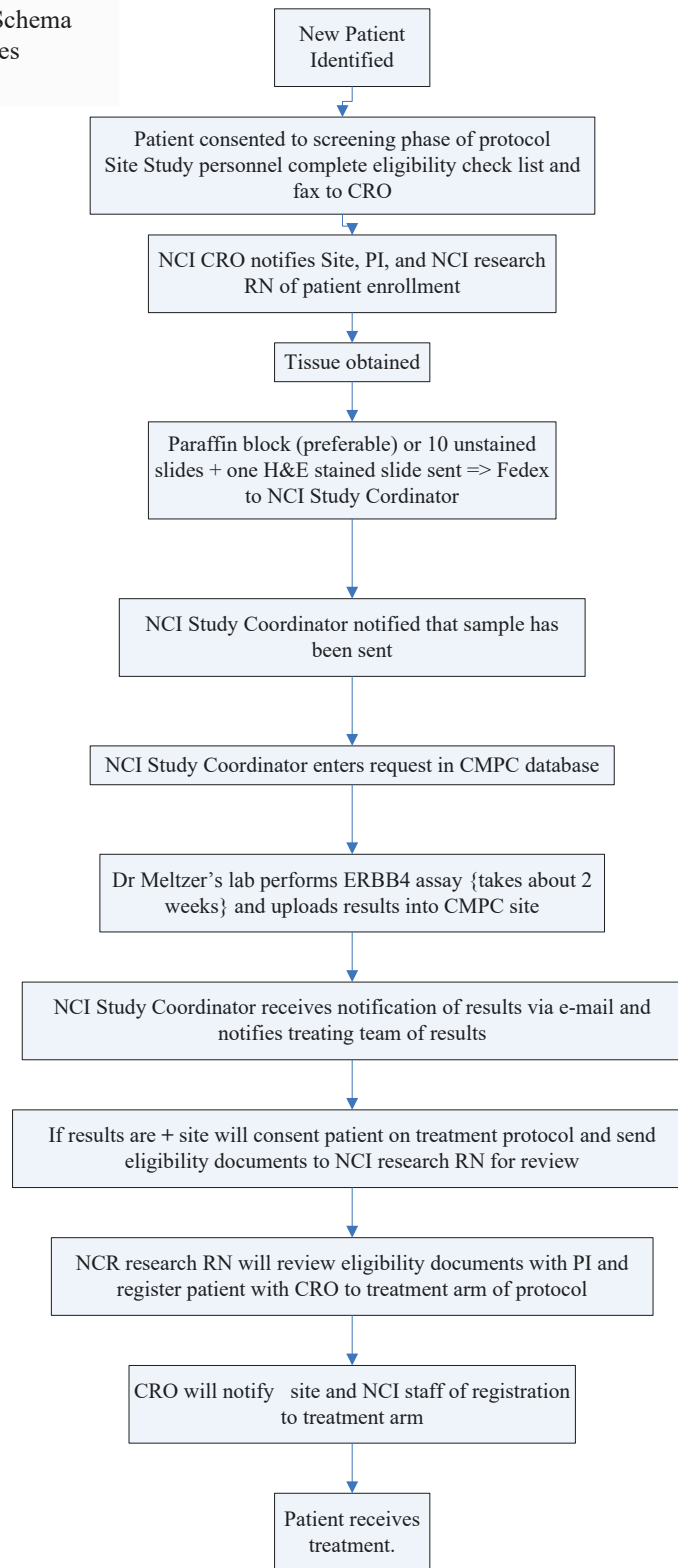 Schema
es
New Patient
Identified
Patient consented to screening phase of protocol
Site Study personnel complete eligibility check list and
fax to CRO
NCI CRO notifies Site, PI, and NCI research
RN of patient enrollment
Tissue obtained
Paraffin block (preferable) or 10 unstained
slides + one H&E stained slide sent => Fedex
to NCI Study Cordinator
NCI Study Coordinator notified that sample has
been sent
NCI Study Coordinator enters request in CMPC database
Dr Meltzer’s lab performs ERBB4 assay {takes about 2
weeks} and uploads results into CMPC site
NCI Study Coordinator receives notification of results via e-mail and
notifies treating team of results
If results are + site will consent patient on treatment protocol and send
eligibility documents to NCI research RN for review
NCR research RN will review eligibility documents with PI and
register patient with CRO to treatment arm of protocol
CRO will notify site and NCI staff of registration
to treatment arm
Patient receives
treatment.